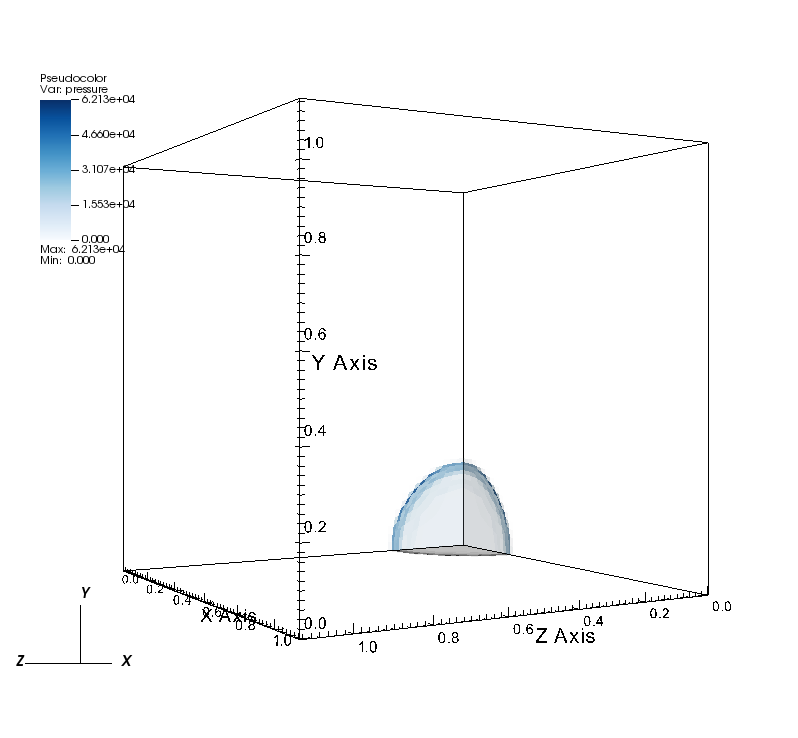 Pseudocolor
Var: pressure
6.213e+04
4.660e+04
3.107e+04
1.553e+04
0.000
Max: 6.213e+04
Min: 0.000
1.0
0.8
0.6
Y Axis
0.4
0.2
0.0
0.0
0.2
0.4
0.6
X Axis
0.8
1.0
1.0
0.8
0.6
Z Axis
0.4
0.2
0.0
Y
Z
X